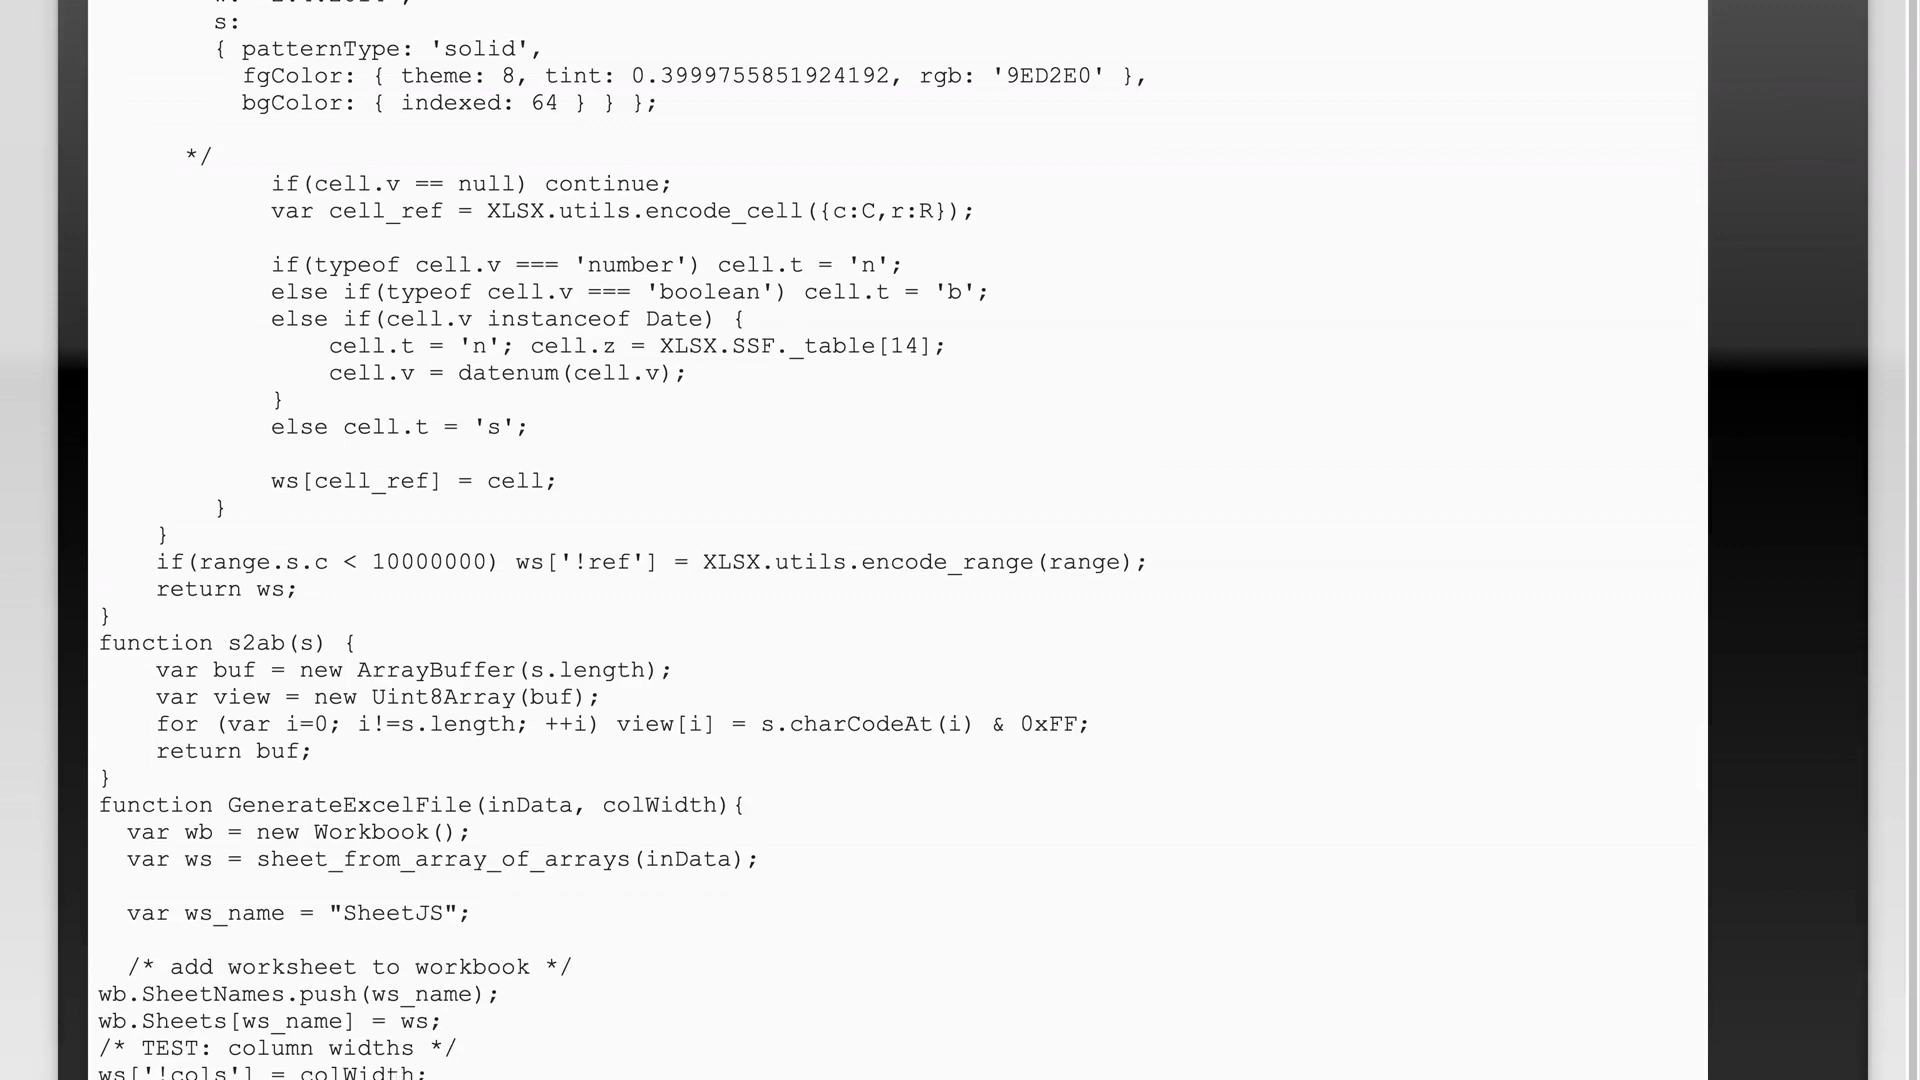 s:
{ patternType: 'solid',
fgColor: { theme: 8, tint: 0.3999755851924192, rgb: '9ED2E0' },
bgColor: { indexed: 64 } } };
*/
if(cell.v == null) continue;
var cell_ref = XLSX.utils.encode_cell({c:C,r:R});
if(typeof cell.v === 'number') cell.t = 'n';
else if(typeof cell.v === 'boolean') cell.t = 'b';
else if(cell.v instanceof Date) {
cell.t = 'n'; cell.z = XLSX.SSF._table[14];
cell.v = datenum(cell.v);
}
else cell.t = 's';
ws[cell_ref] = cell;
}
}
if(range.s.c < 10000000) ws['!ref'] = XLSX.utils.encode_range(range);
return ws;
}
function s2ab(s) {
var buf = new ArrayBuffer(s.length);
var view = new Uint8Array(buf);
for (var i=0; i!=s.length; ++i) view[i] = s.charCodeAt(i) & 0xFF;
return buf;
}
function GenerateExcelFile(inData, colWidth){
var wb = new Workbook();
var ws = sheet_from_array_of_arrays(inData);
var ws_name = "SheetJS";
/* add worksheet to workbook */
wb.SheetNames.push(ws_name);
wb.Sheets[ws_name] = ws;
/* TEST: column widths */
ws['!cols'] = colWidth;